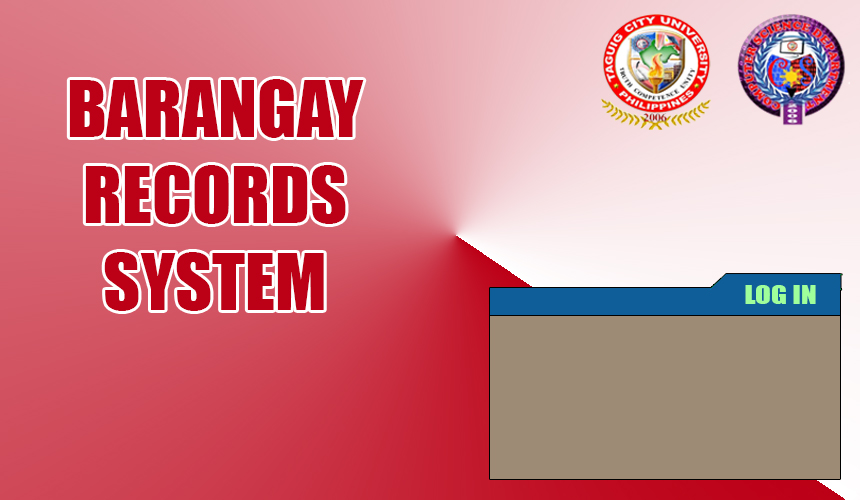 BARANGAY
RECORDS
SYSTEM
TAGUIG CITY UNIVERSITY
TRUTH COMPETENCE UNITY
PHILIPPINES
2006
COMPUTER SCIENCE DEPARTMENT
LOG IN